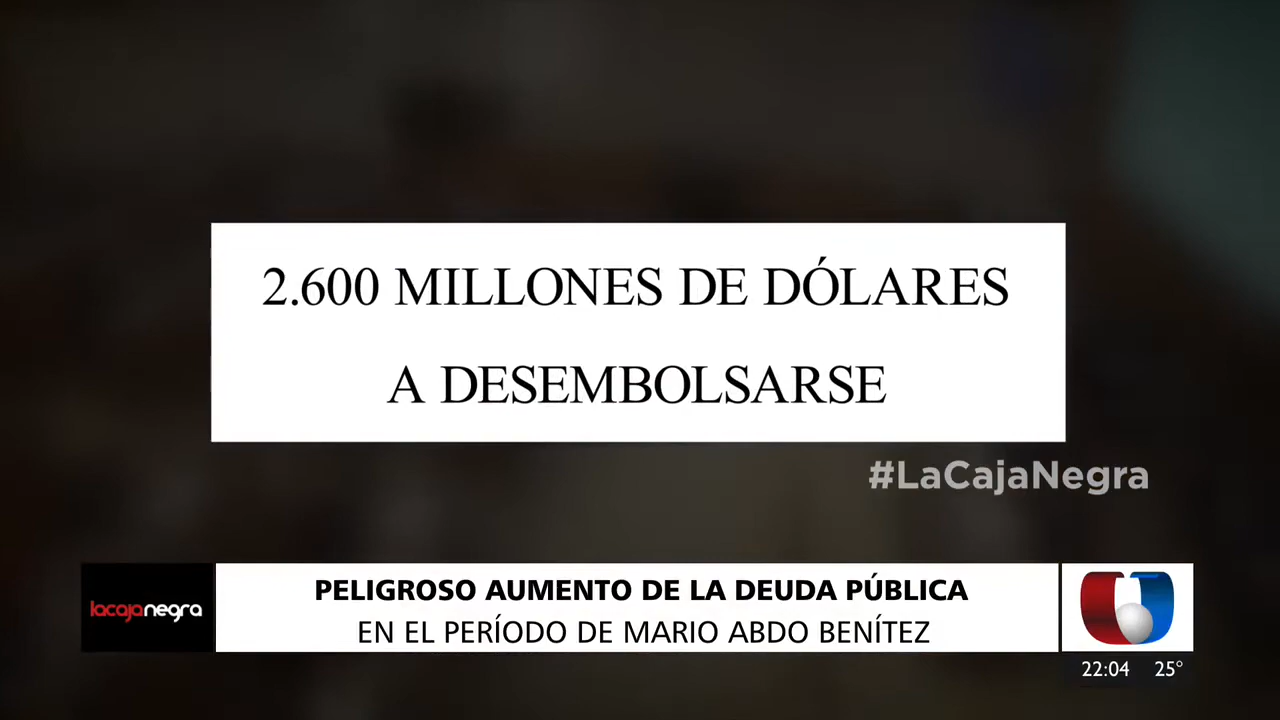 2.600 MILLONES DE DÓLARES
A DESEMBOLSARSE
#LaCajaNegra
lacajanegra
PELIGROSO AUMENTO DE LA DEUDA PÚBLICA
EN EL PERÍODO DE MARIO ABDO BENÍTEZ
22:04 25°